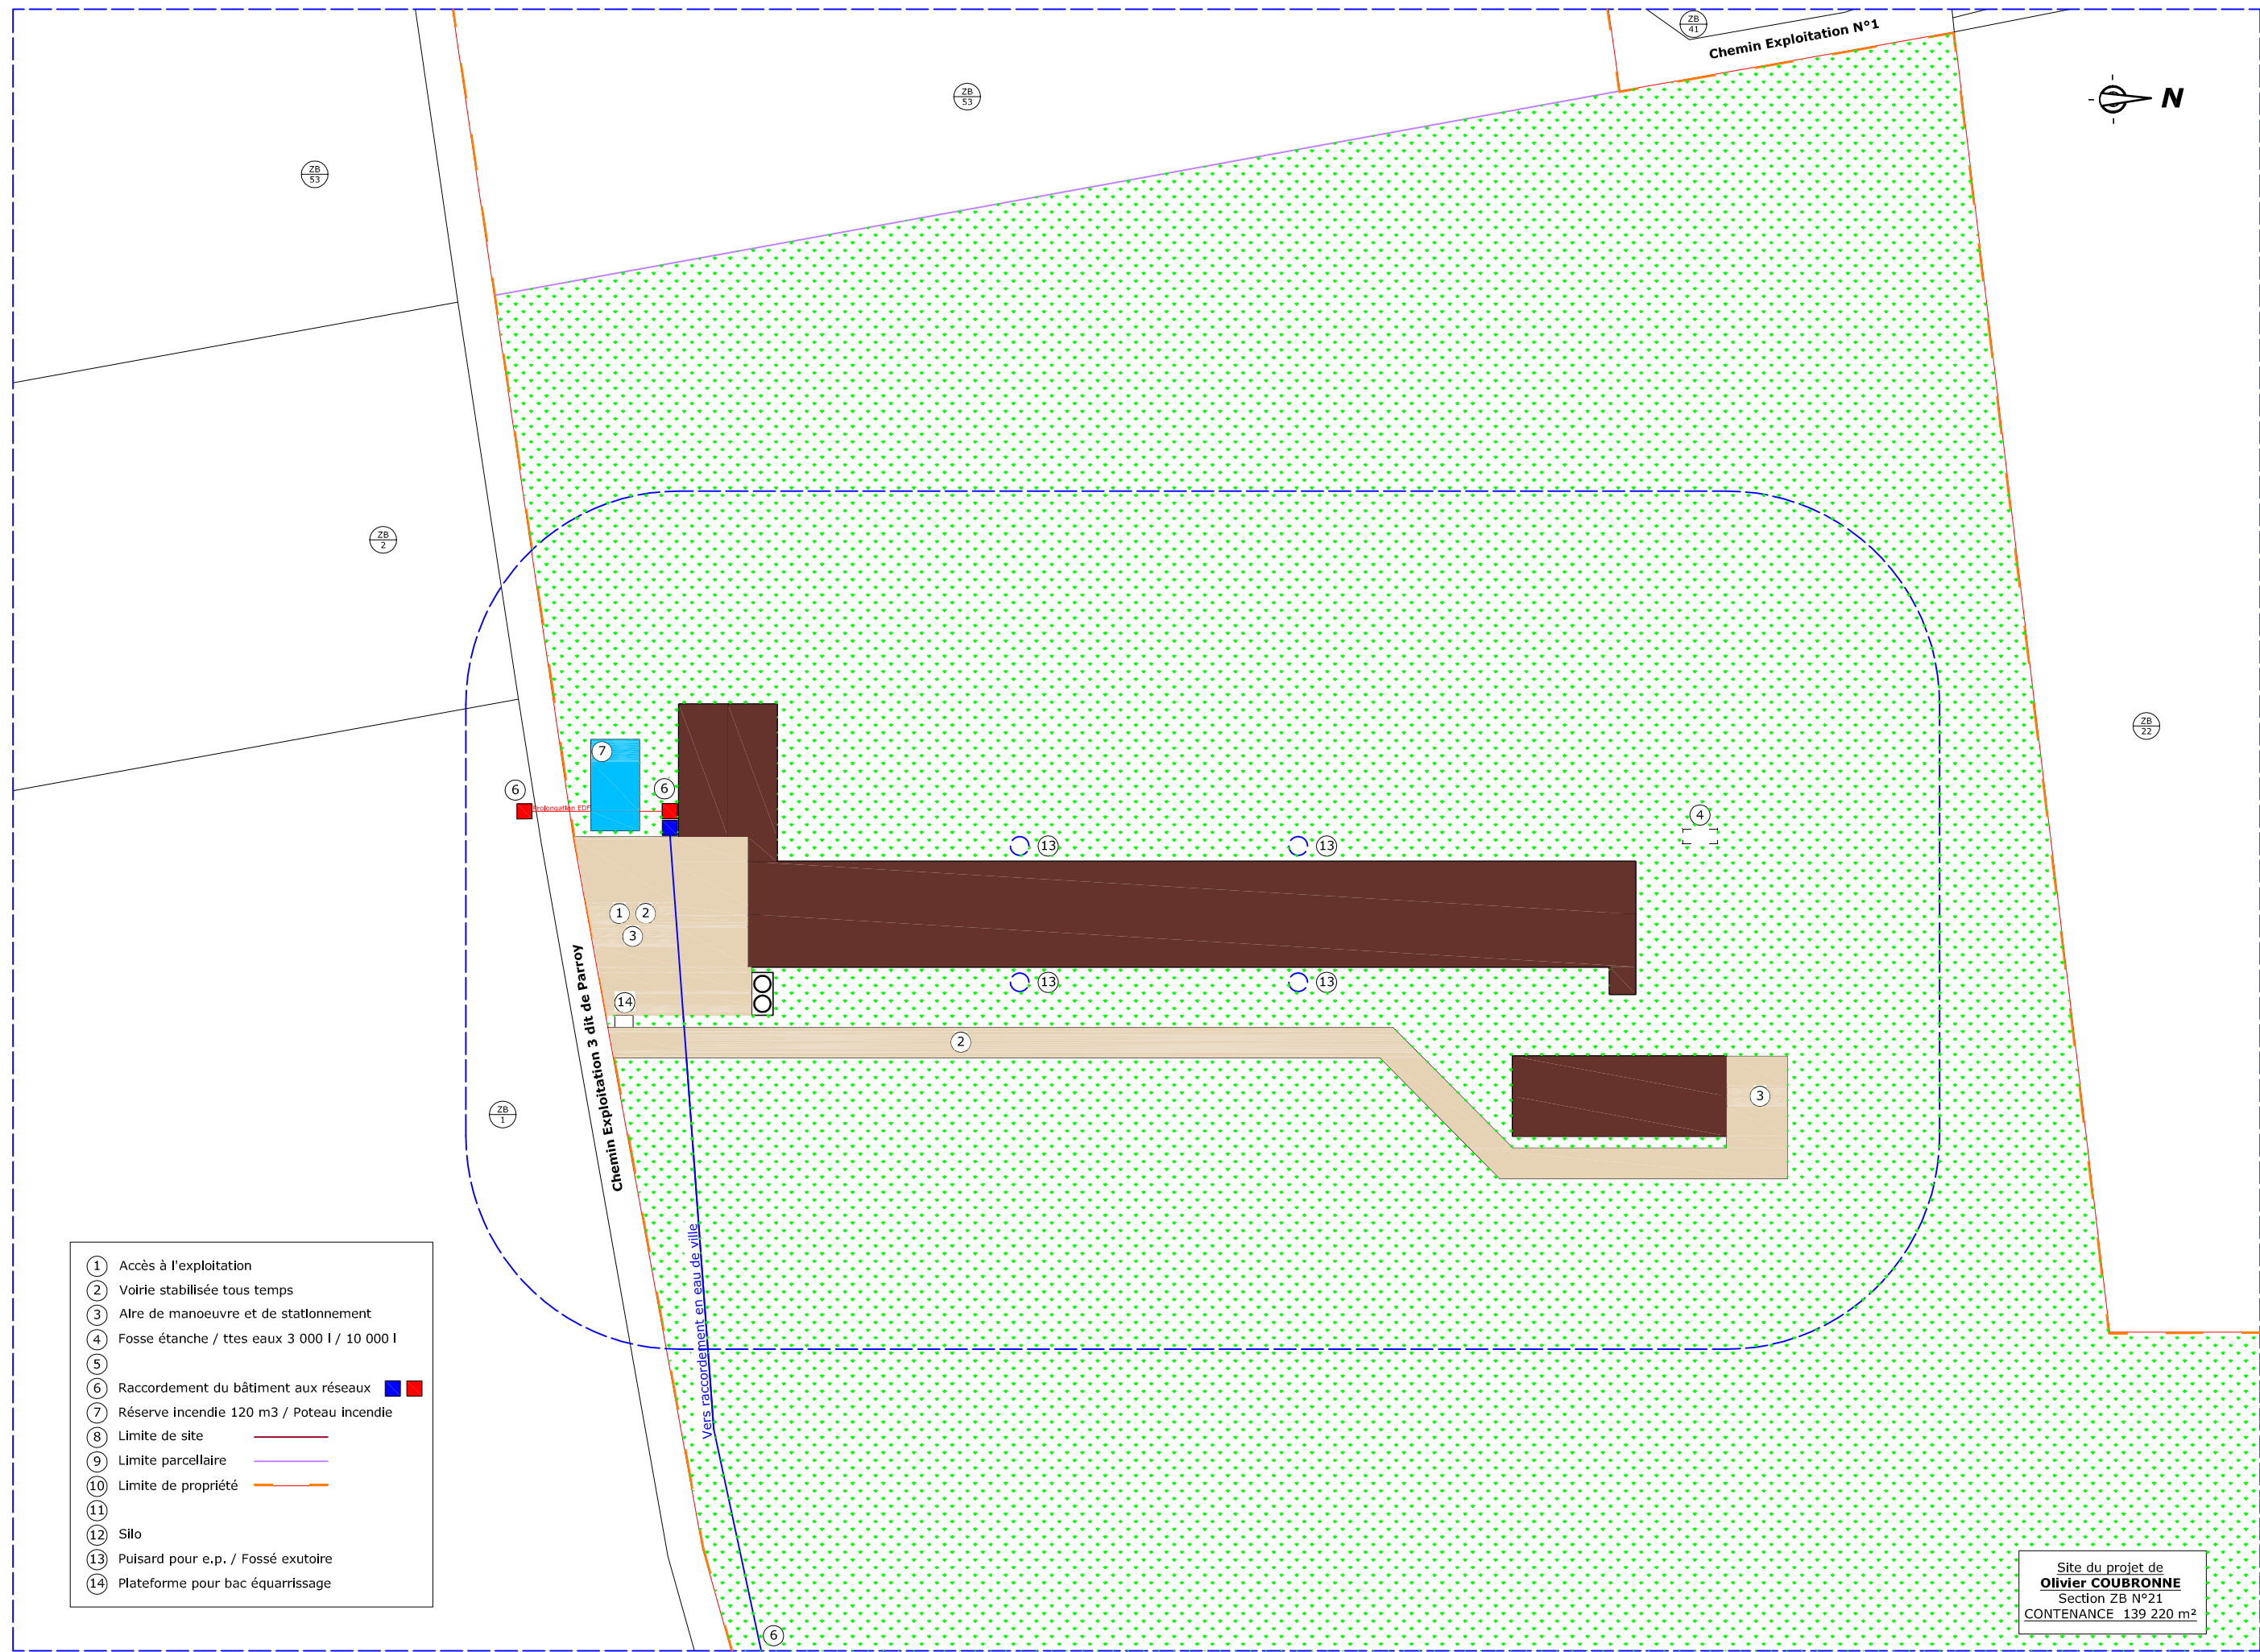 ZB
41
Chemin Exploitation N°1
ZB
53
N
ZB
53
ZB
2
ZB
22
7
6
6
Prolongation EDF
4
13
13
1
2
3
13
13
14
2
3
Chemin Exploitation 3 dit de Parroy
ZB
1
Vers raccordement en eau de ville
1 Accès à l'exploitation
2 Voirie stabilisée tous temps
3 Aire de manoeuvre et de stationnement
4 Fosse étanche / ttes eaux 3 000 l / 10 000 l
5
6 Raccordement du bâtiment aux réseaux
7 Réserve incendie 120 m3 / Poteau incendie
8 Limite de site
9 Limite parcellaire
10 Limite de propriété
11
12 Silo
13 Puisard pour e.p. / Fossé exutoire
14 Plateforme pour bac équarrissage
6
Site du projet de
Olivier COUBRONNE
Section ZB N°21
CONTENANCE 139 220 m²